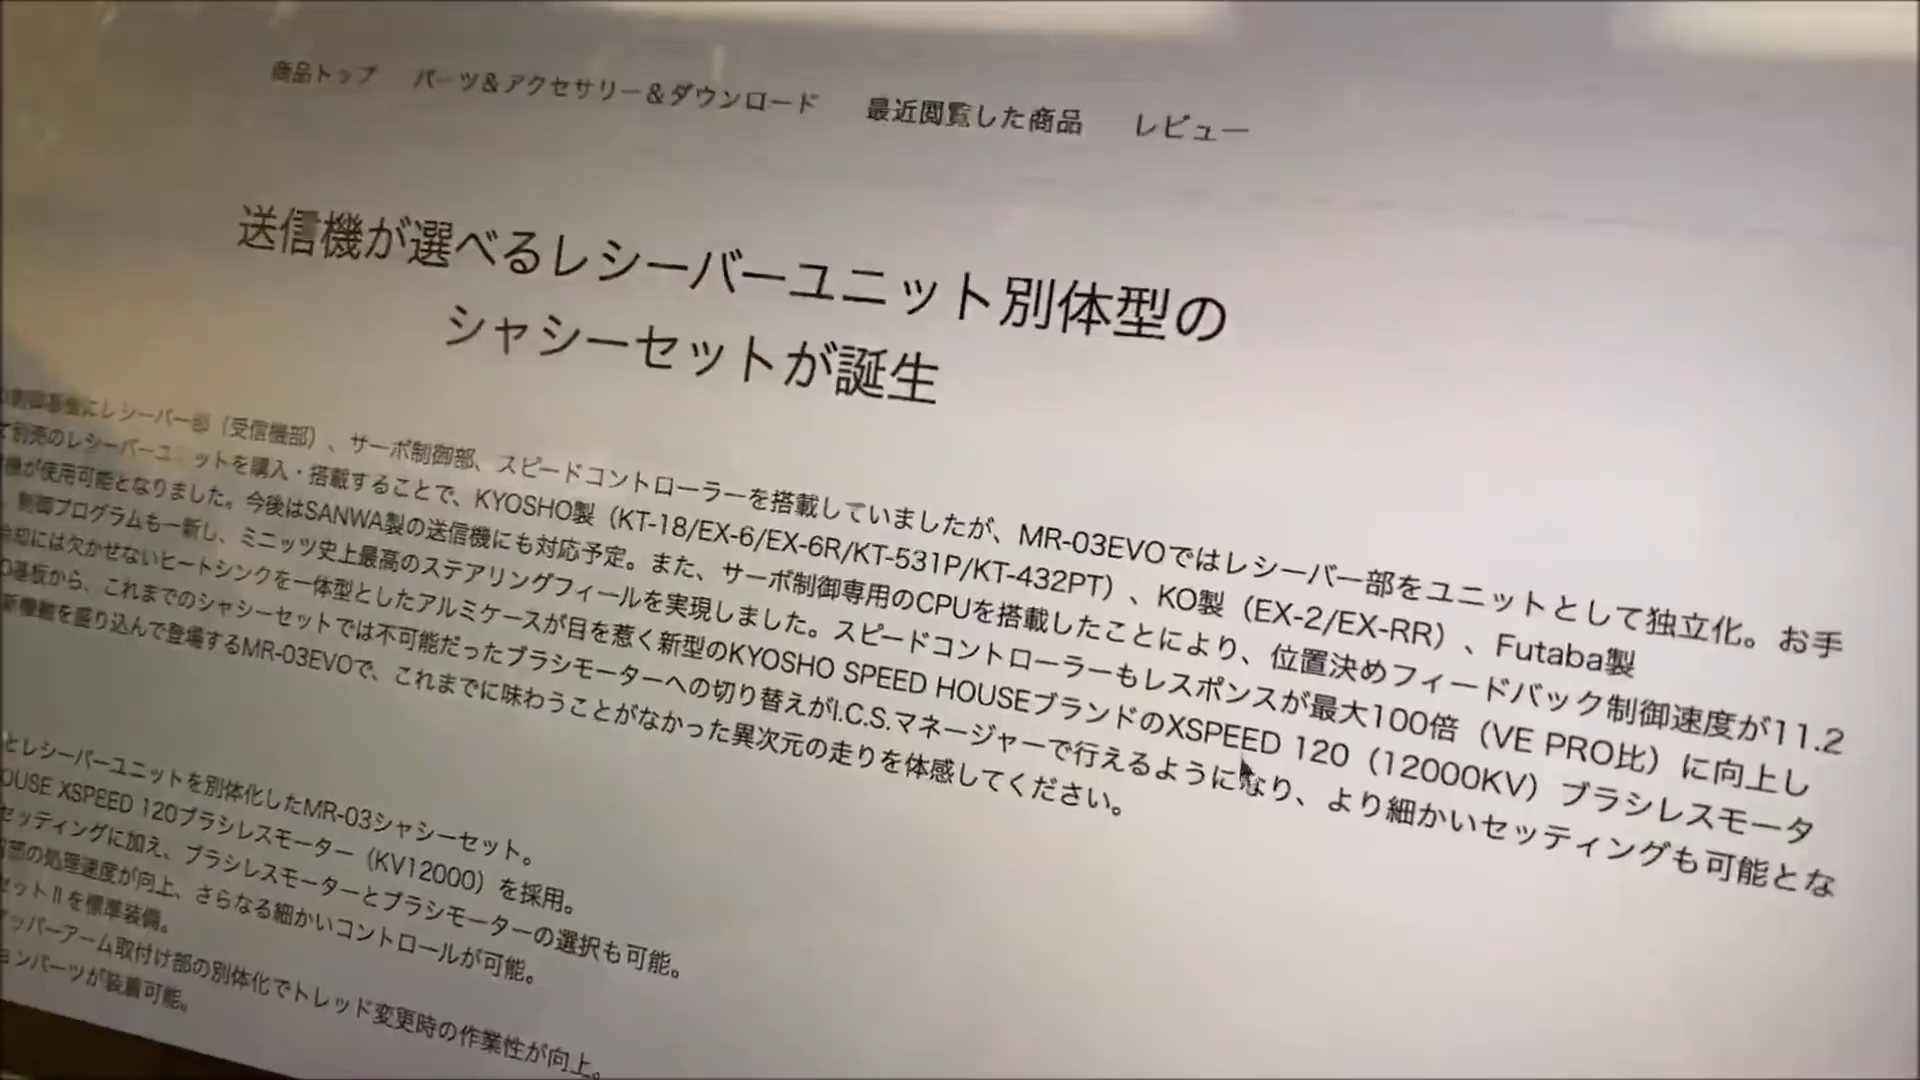 商品トップ パーツ&アクセサリー&ダウンロード 最近閲覧した商品 レビュー
送信機が選べるレシーバーユニット別体型の
シャシーセットが誕生
制御基板にレシーバー部（受信機部）、サーボ制御部、スピードコントローラーを搭載していましたが、MR-03EVOではレシーバー部をユニットとして独立化。お手
て別売のレシーバーユニットを購入・搭載することで、KYOSHO製（KT-18/EX-6/EX-6R/KT-531P/KT-432PT）、KO製（EX-2/EX-RR）、Futaba製
機が使用可能となりました。今後はSANWA製の送信機にも対応予定。また、サーボ制御専用のCPUを搭載したことにより、位置決めフィードバック制御速度が11.2
制御プログラムも一新し、ミニッツ史上最高のステアリングフィールを実現しました。スピードコントローラーもレスポンスが最大100倍（VE PRO比）に向上し
冷却には欠かせないヒートシンクを一体型としたアルミケースが目を惹く新型のKYOSHO SPEED HOUSEブランドのXSPEED 120（12000KV）ブラシレスモータ
の基板から、これまでのシャシーセットでは不可能だったブラシモーターへの切り替えがI.C.S.マネージャーで行えるようになり、より細かいセッティングも可能とな
新機軸を盛り込んで登場するMR-03EVOで、これまでに味わうことがなかった異次元の走りを体感してください。
とレシーバーユニットを別体化したMR-03シャシーセット。
OUSE XSPEED 120ブラシレスモーター（KV12000）を採用。
セッティングに加え、ブラシレスモーターとブラシモーターの選択も可能。
部の処理速度が向上、さらなる細かいコントロールが可能。
セットⅡを標準装備。
アッパーアーム取付け部の別体化でトレッド変更時の作業性が向上。
ョンパーツが装着可能。